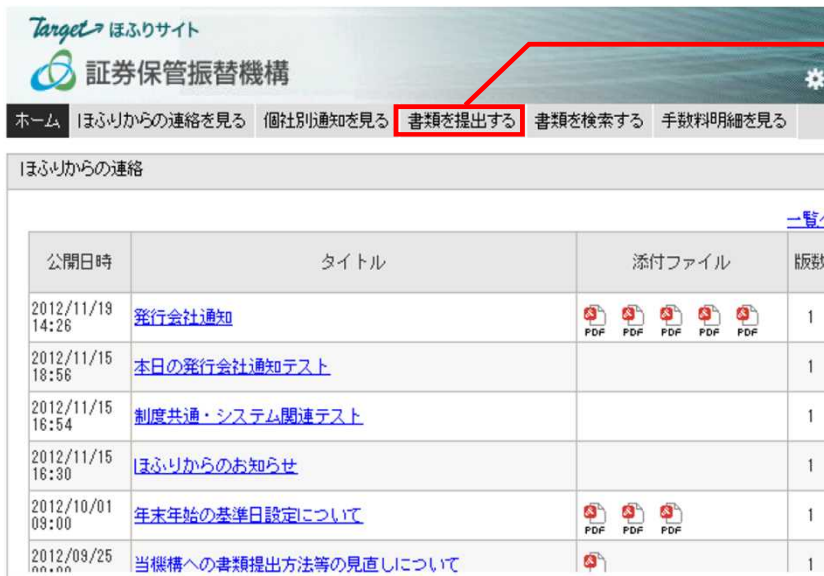 Target ほふりサイト
証券保管振替機構
ホーム ほふりからの連絡を見る 個社別通知を見る 書類を提出する 書類を検索する 手数料明細を見る
ほふりからの連絡
一覧へ
公開日時 タイトル 添付ファイル 版数
2012/11/19
14:26
発行会社通知 PDF PDF PDF PDF PDF 1
2012/11/15
18:56
本日の発行会社通知テスト 1
2012/11/15
16:54
制度共通・システム関連テスト 1
2012/11/15
16:30
ほふりからのお知らせ 1
2012/10/01
09:00
年末年始の基準日設定について PDF PDF PDF 1
2012/09/25
当機構への書類提出方法等の見直しについて 1